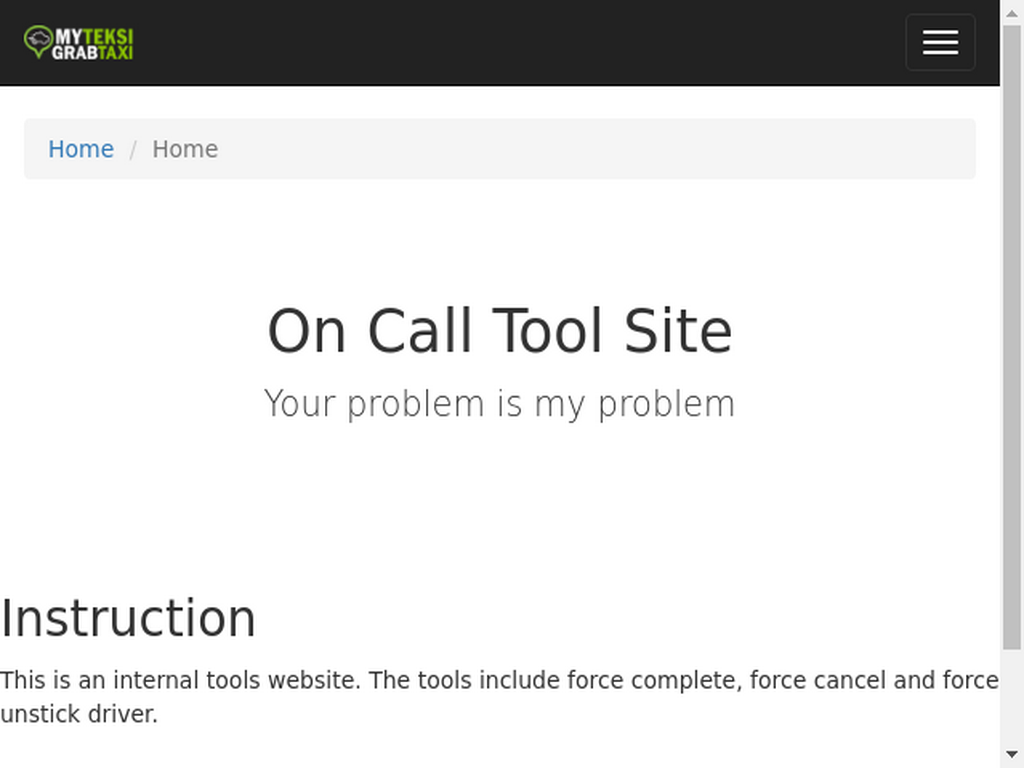 MYTEKSI
GRABTAXI
Home / Home
On Call Tool Site
Your problem is my problem
Instruction
This is an internal tools website. The tools include force complete, force cancel and force
unstick driver.